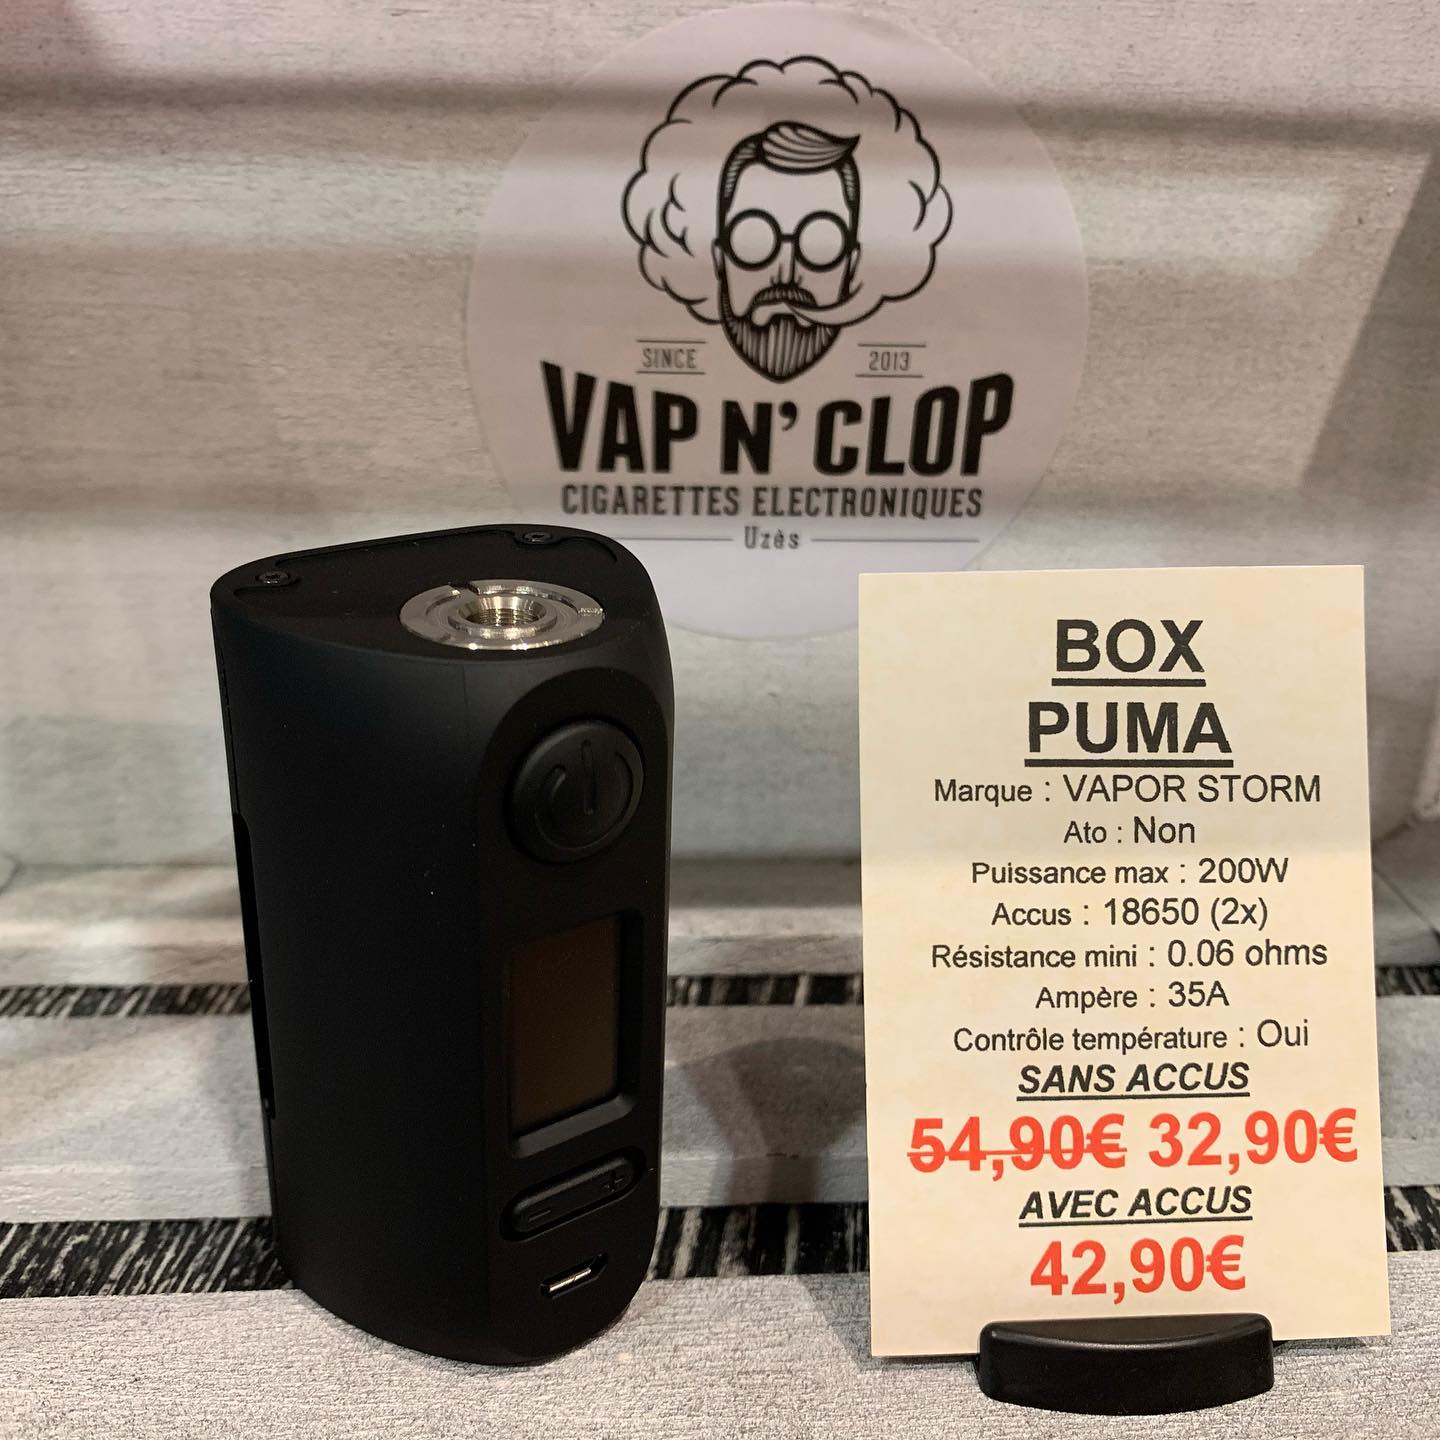 SINCE 2013
VAP N' CLOP
CIGARETTES ELECTRONIQUES
Uzès
BOX
PUMA
Marque : VAPOR STORM
Ato : Non
Puissance max : 200W
Accus : 18650 (2x)
Résistance mini : 0.06 ohms
Ampère : 35A
Contrôle température : Oui
SANS ACCUS
54,90€ 32,90€
AVEC ACCUS
42,90€